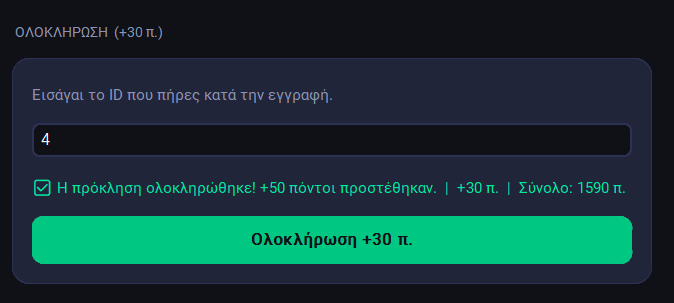 ΟΛΟΚΛΗΡΩΣΗ (+30 π.)
Εισάγαι το ID που πήρες κατά την εγγραφή.
4
Η πρόκληση ολοκληρώθηκε! +50 πόντοι προστέθηκαν. | +30 π. | Σύνολο: 1590 π.
Ολοκλήρωση +30 π.